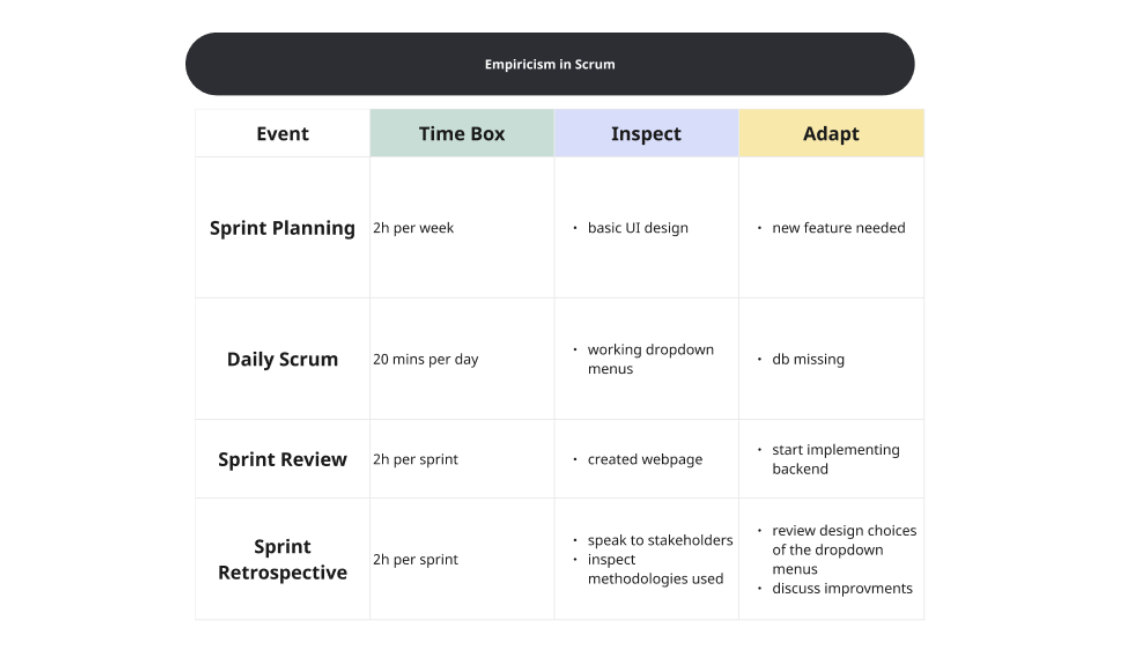 Empiricism in Scrum
Event Time Box Inspect Adapt
Sprint Planning 2h per week • basic UI design • new feature needed
Daily Scrum 20 mins per day • working dropdown
menus • db missing
Sprint Review 2h per sprint • created webpage • start implementing
backend
Sprint
Retrospective 2h per sprint • speak to stakeholders
• inspect
methodologies used • review design choices
of the dropdown
menus
• discuss improvments